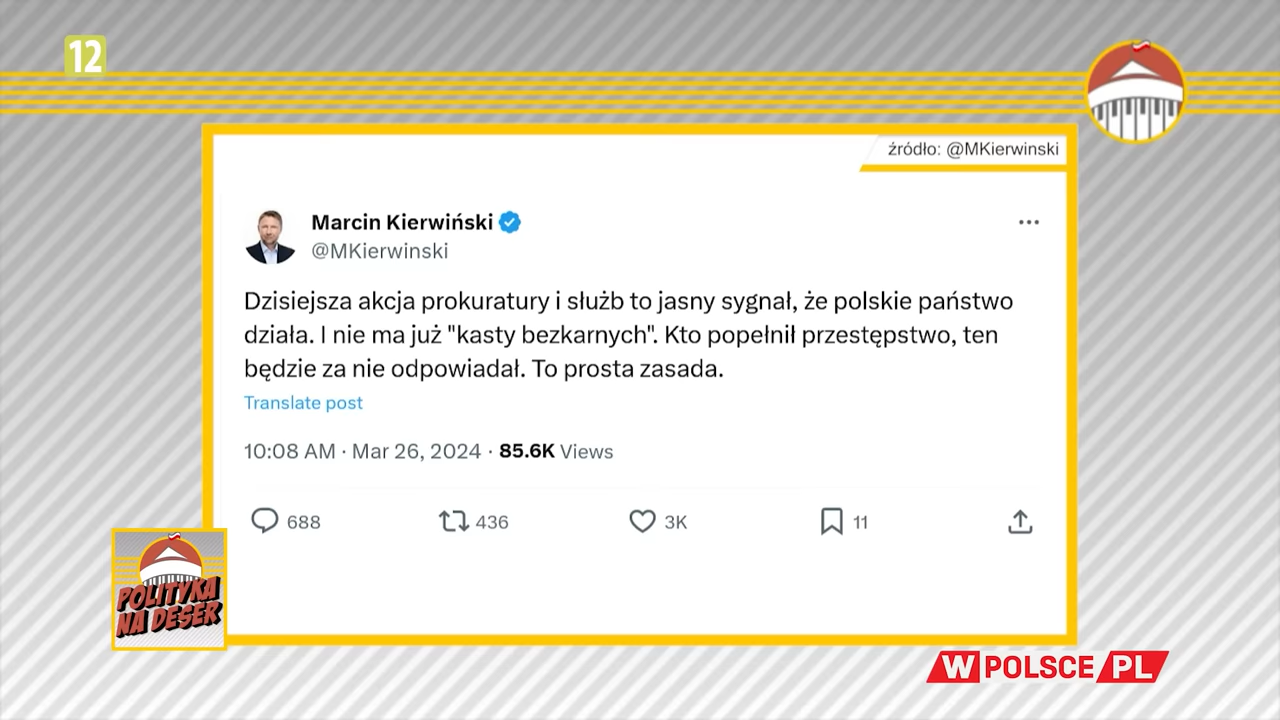 12
źródło: @MKierwinski
Marcin Kierwiński
@MKierwinski
Dzisiejsza akcja prokuratury i służb to jasny sygnał, że polskie państwo
działa. I nie ma już "kasty bezkarnych". Kto popełnił przestępstwo, ten
będzie za nie odpowiadał. To prosta zasada.
Translate post
10:08 AM · Mar 26, 2024 · 85.6K Views
688 436 3K 11
POLITYKA
NA DESER
WPOLSCE PL